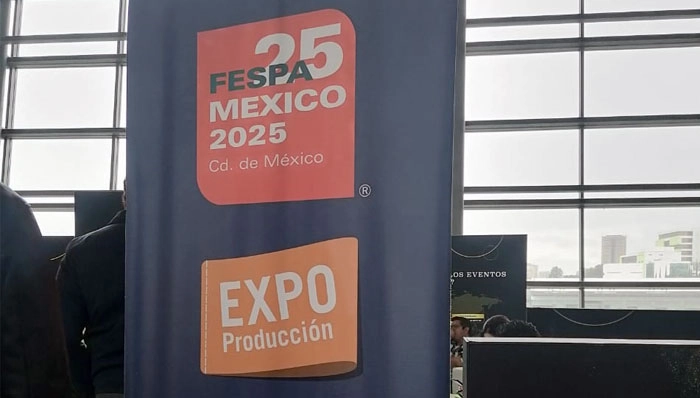 25
FESPA
MEXICO
2025
Cd. de México
®
EXPO
Producción
LOS EVENTOS